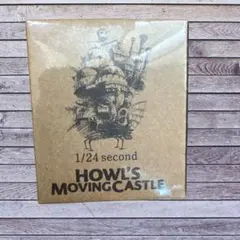 1/24 second
HOWL'S
MOVING CASTLE